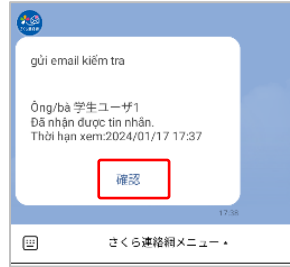 gửi email kiểm tra
Ông/bà 学生ユーザ1
Đã nhận được tin nhân.
Thời hạn xem:2024/01/17 17:37
確認
17:38
さくら連絡網メニュー ▴